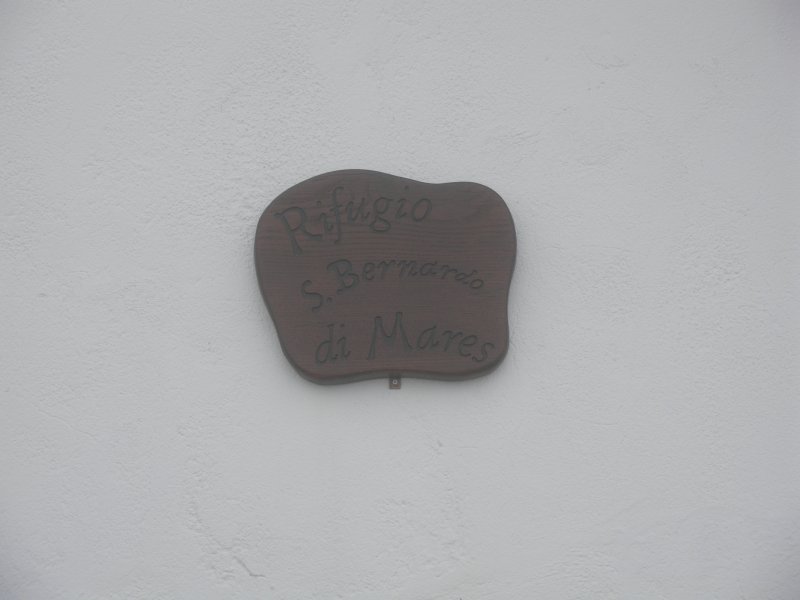 Rifugio
S. Bernardo
di Mares